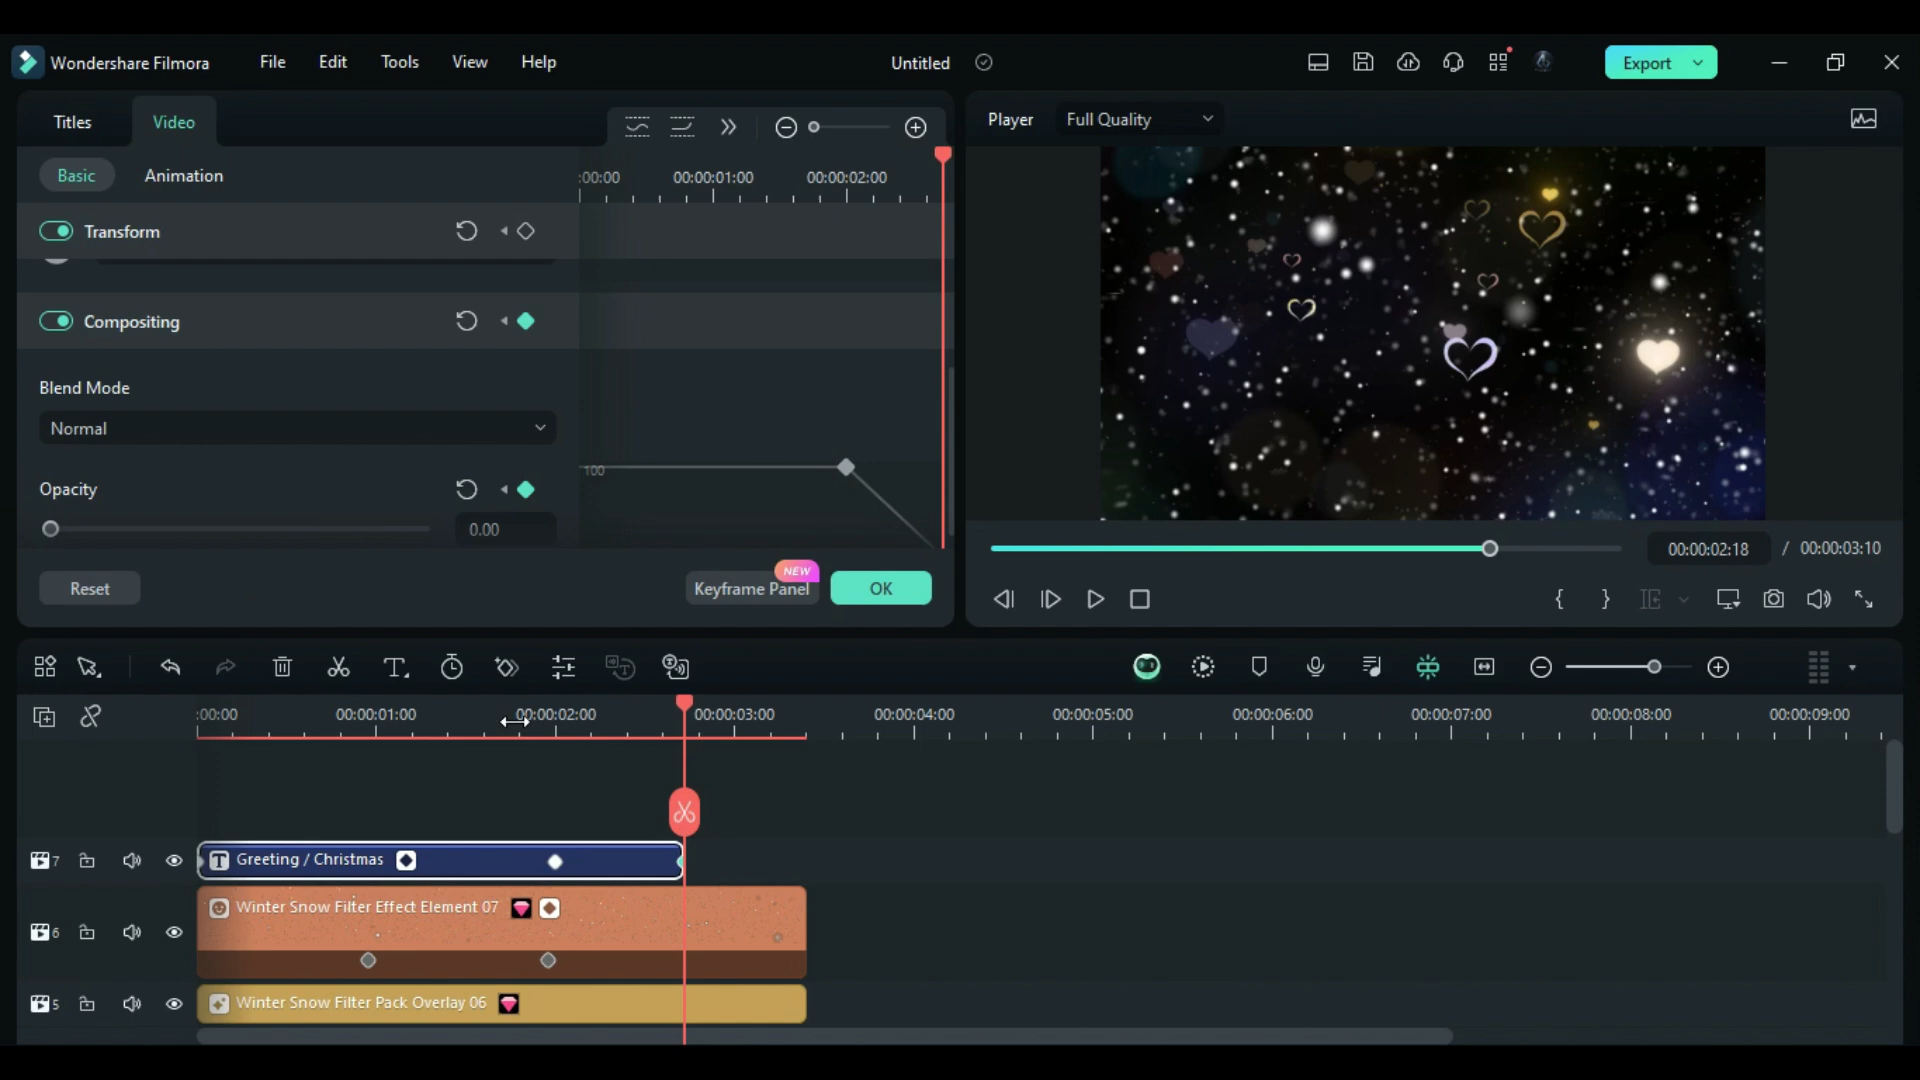 Wondershare Filmora File Edit Tools View Help Untitled Export
Titles Video
Player Full Quality
Basic Animation
:00:00 00:00:01:00 00:00:02:00
Transform
Compositing
Blend Mode
Normal
100
Opacity
0.00
00:00:02:18 / 00:00:03:10
NEW
Reset Keyframe Panel OK
:00:00 00:00:01:00 00:00:02:00 00:00:03:00 00:00:04:00 00:00:05:00 00:00:06:00 00:00:07:00 00:00:08:00 00:00:09:00
7 Greeting / Christmas
Winter Snow Filter Effect Element 07
6
5 Winter Snow Filter Pack Overlay 06